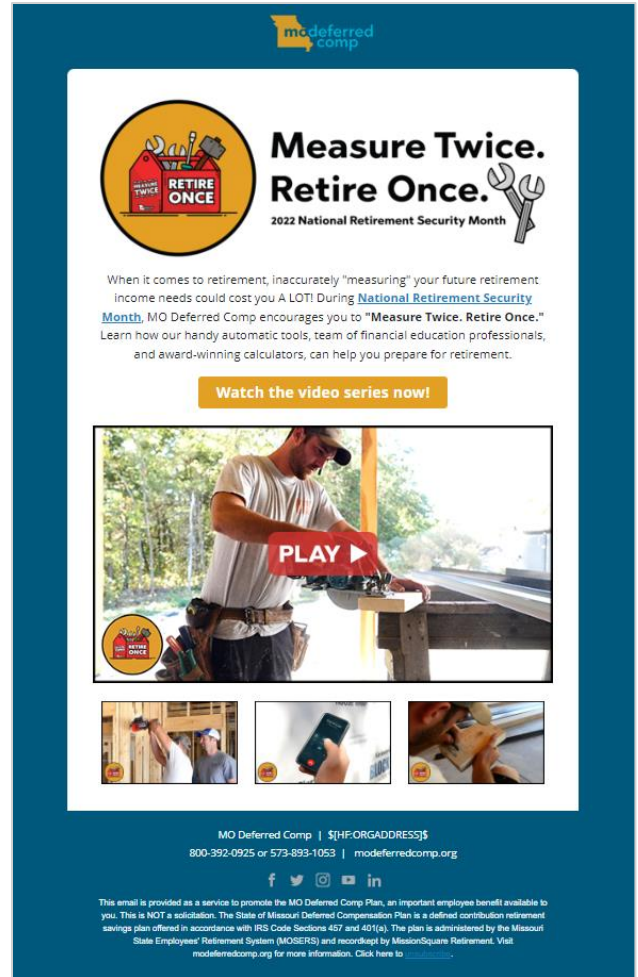 modeferred
comp
MEASURE
TWICE
RETIRE
ONCE
Measure Twice.
Retire Once.
2022 National Retirement Security Month
When it comes to retirement, inaccurately "measuring" your future retirement
income needs could cost you A LOT! During National Retirement Security
Month, MO Deferred Comp encourages you to "Measure Twice. Retire Once."
Learn how our handy automatic tools, team of financial education professionals,
and award-winning calculators, can help you prepare for retirement.
Watch the video series now!
PLAY
RETIRE
ONCE
MO Deferred Comp | $[HF:ORGADDRESS]$
800-392-0925 or 573-893-1053 | modeferredcomp.org
This email is provided as a service to promote the MO Deferred Comp Plan, an important employee benefit available to
you. This is NOT a solicitation. The State of Missouri Deferred Compensation Plan is a defined contribution retirement
savings plan offered in accordance with IRS Code Sections 457 and 401(a). The plan is administered by the Missouri
State Employees' Retirement System (MOSERS) and recordkept by MissionSquare Retirement. Visit
modeferredcomp.org for more information. Click here to unsubscribe.